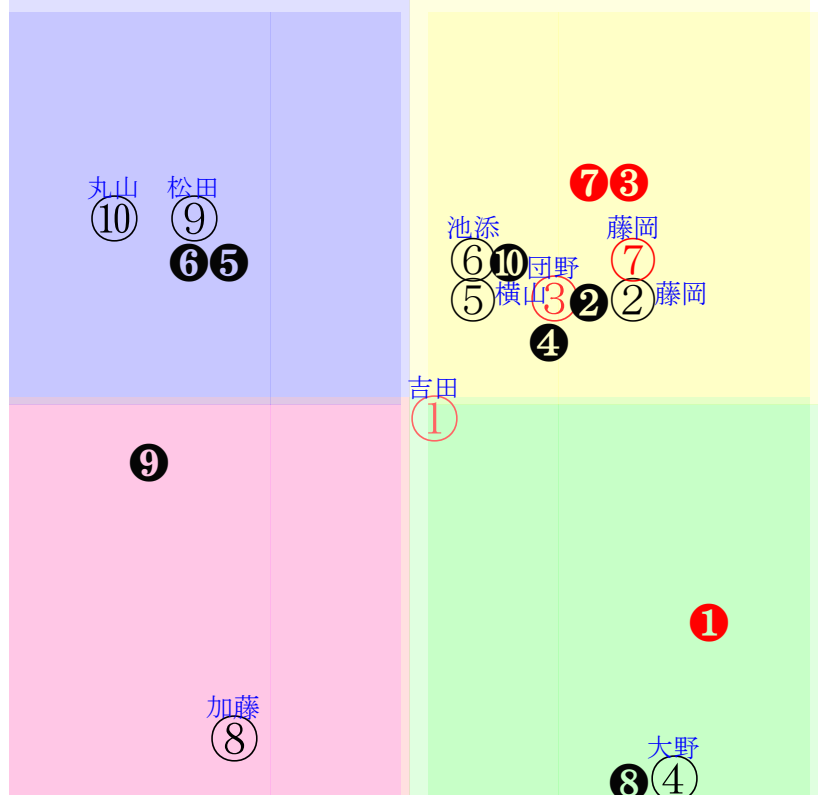 ❼❸
丸山 松田
⑩ ⑨
池添 藤岡
❻❺
⑥❿団野 ⑦
⑤横山③❷②藤岡
❹
吉田
①
❾
❶
加藤
⑧
大野
❽④